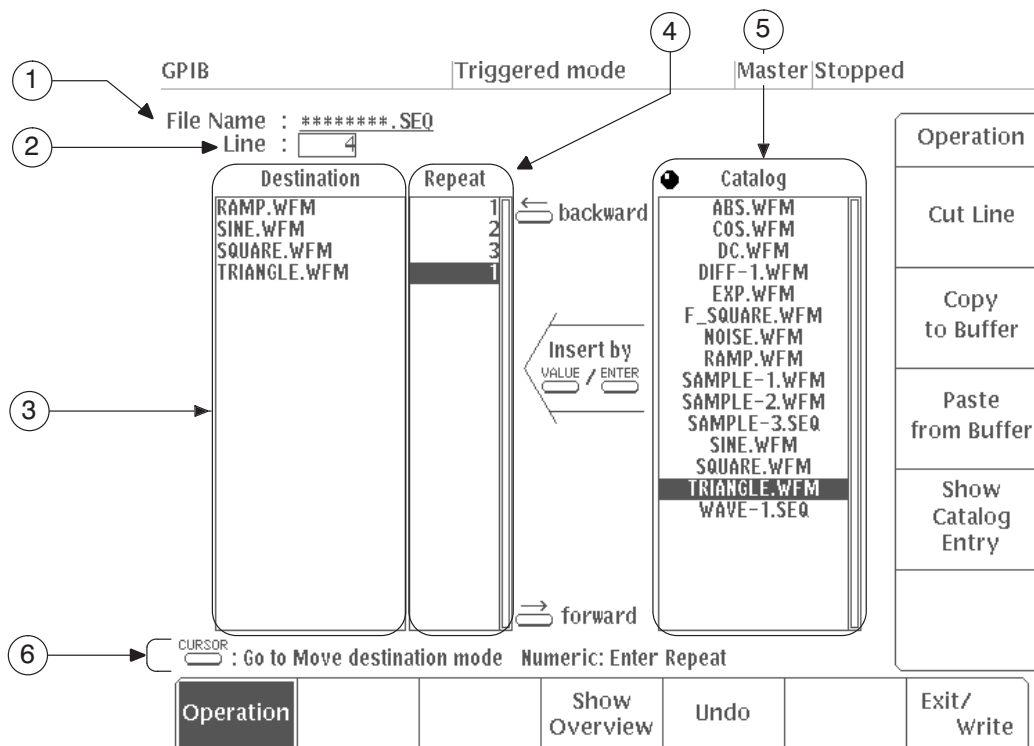 4 5
GPIB Triggered mode Master Stopped
1
File Name : ********.SEQ
2 Line : 4
Operation
Destination Repeat Catalog
RAMP.WFM 1 backward ABS.WFM
SINE.WFM 2 COS.WFM Cut Line
SQUARE.WFM 3 DC.WFM
TRIANGLE.WFM 1 DIFF-1.WFM
EXP.WFM Copy
F_SQUARE.WFM to Buffer
Insert by NOISE.WFM
VALUE / ENTER RAMP.WFM
SAMPLE-1.WFM
3 SAMPLE-2.WFM Paste
SAMPLE-3.SEQ from Buffer
SINE.WFM
SQUARE.WFM
TRIANGLE.WFM Show
WAVE-1.SEQ Catalog
Entry
forward
6 CURSOR : Go to Move destination mode Numeric: Enter Repeat
Operation Show Overview Undo Exit/ Write